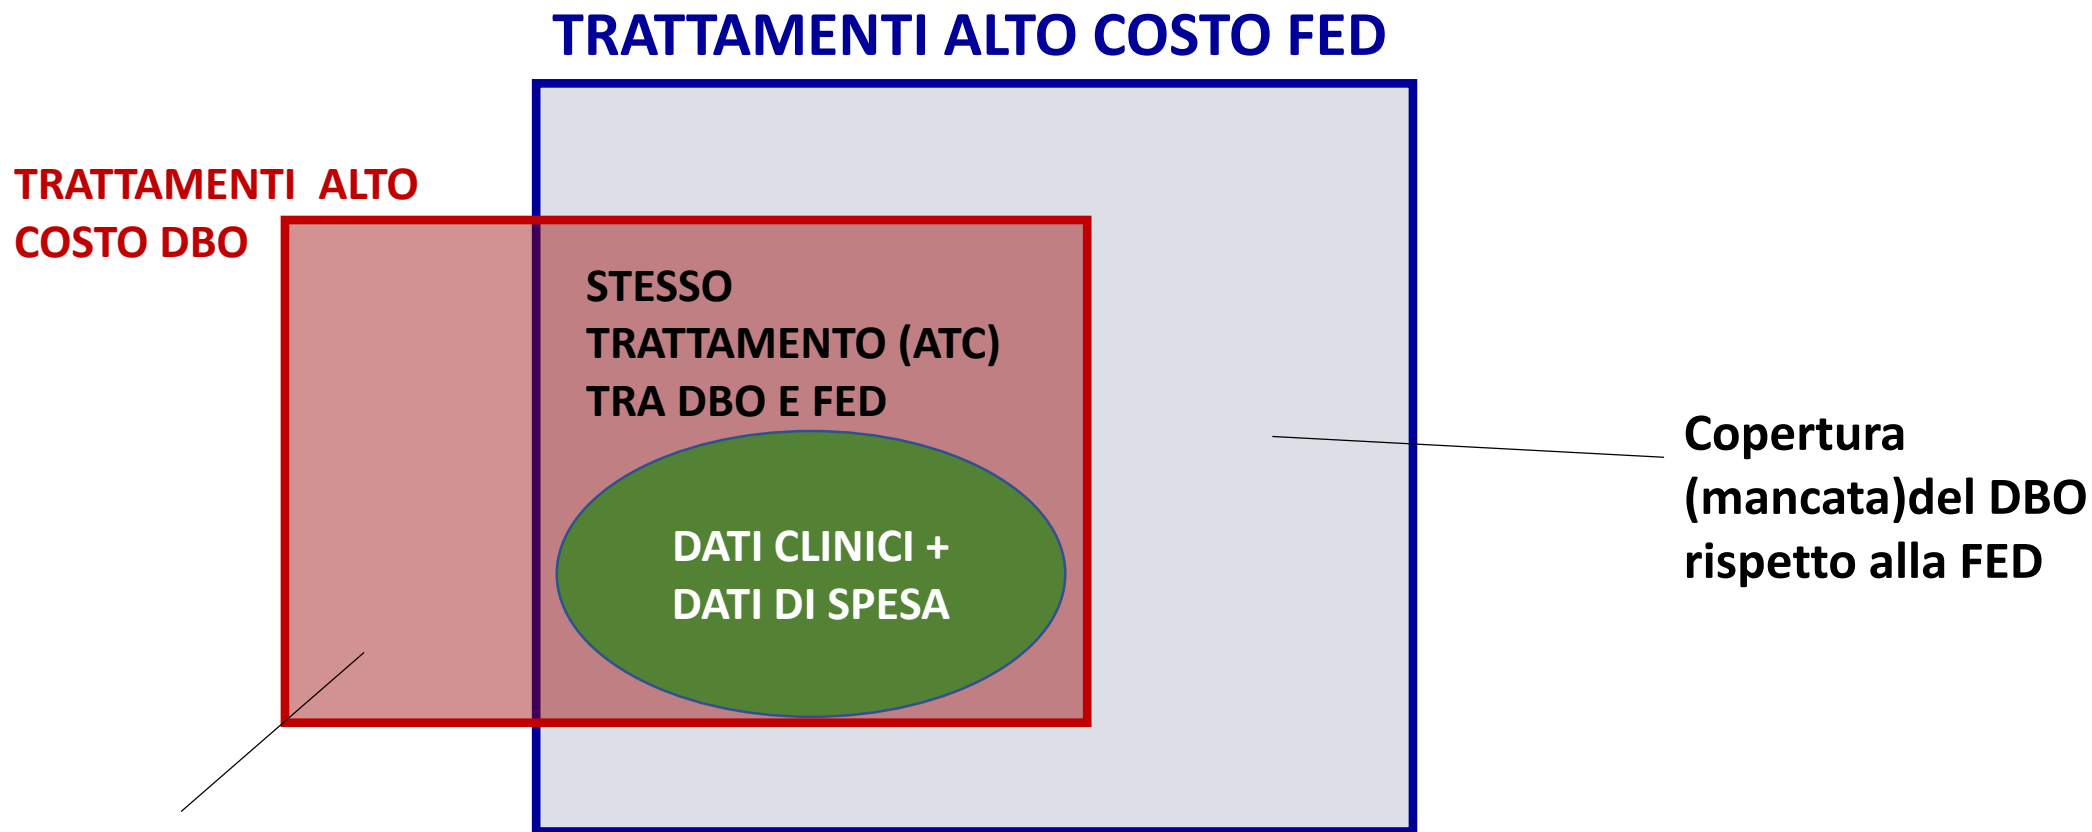 TRATTAMENTI ALTO COSTO FED
TRATTAMENTI  ALTO
COSTO DBO
STESSO
TRATTAMENTO (ATC)
TRA DBO E FED
DATI CLINICI +
DATI DI SPESA
Copertura
(mancata)del DBO
rispetto alla FED